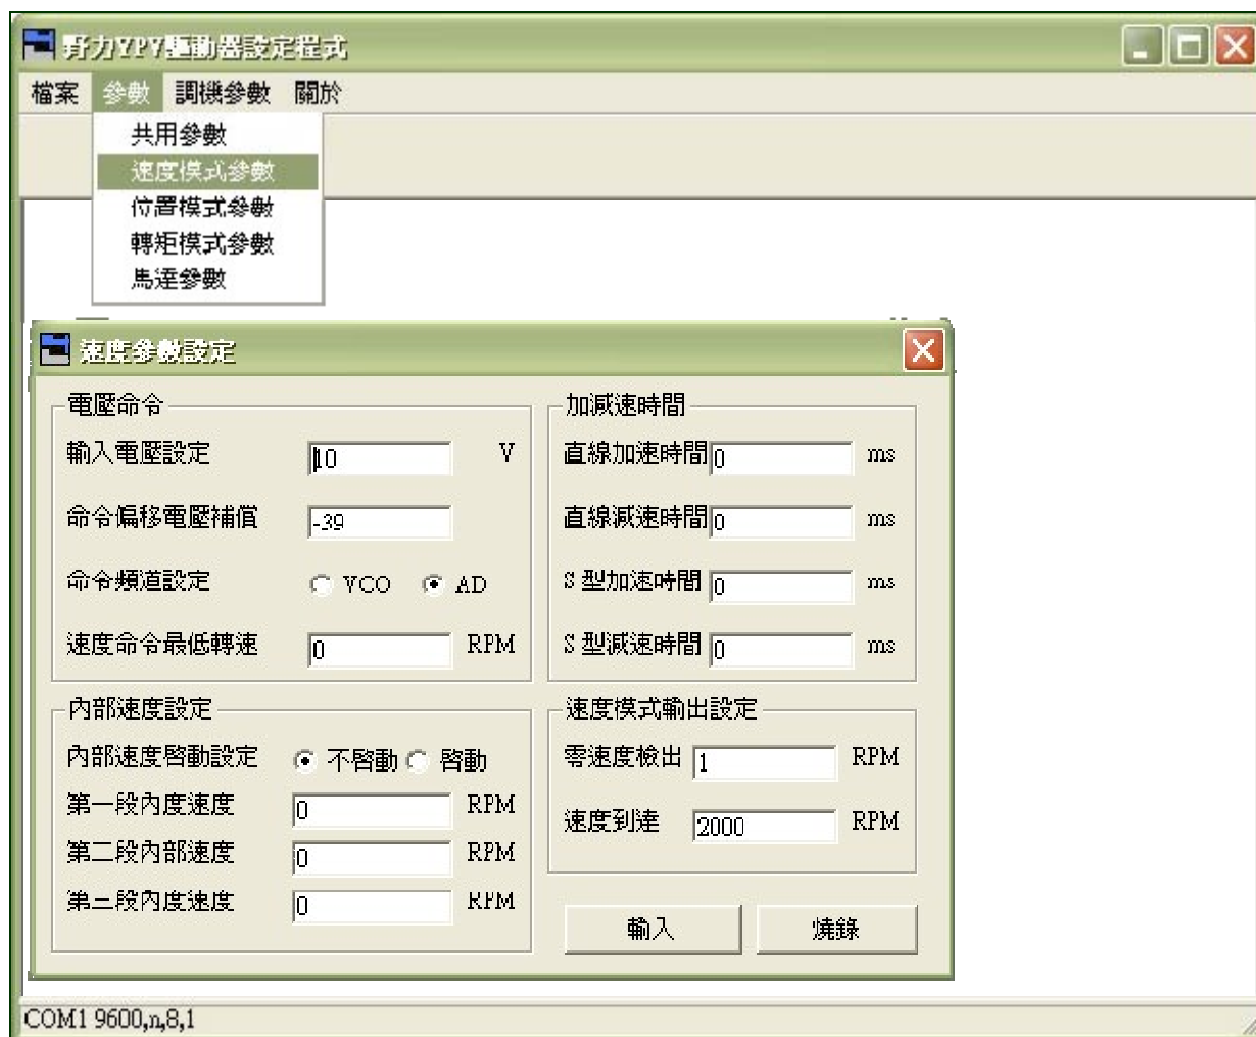 野力YPV驅動器設定程式
檔案 參數 調機參數 關於
共用參數
速度模式參數
位置模式參數
轉矩模式參數
馬達參數
速度參數設定
電壓命令
輸入電壓設定 10 V
命令偏移電壓補償 -39
命令頻道設定 VCO AD
速度命令最低轉速 0 RPM
加減速時間
直線加速時間 0 ms
直線減速時間 0 ms
S 型加速時間 0 ms
S 型減速時間 0 ms
內部速度設定
內部速度啓動設定 不啓動 啓動
第一段內度速度 0 RPM
第二段內部速度 0 RPM
第三段內度速度 0 RPM
速度模式輸出設定
零速度檢出 1 RPM
速度到達 2000 RPM
輸入 燒錄
COM1 9600,n,8,1